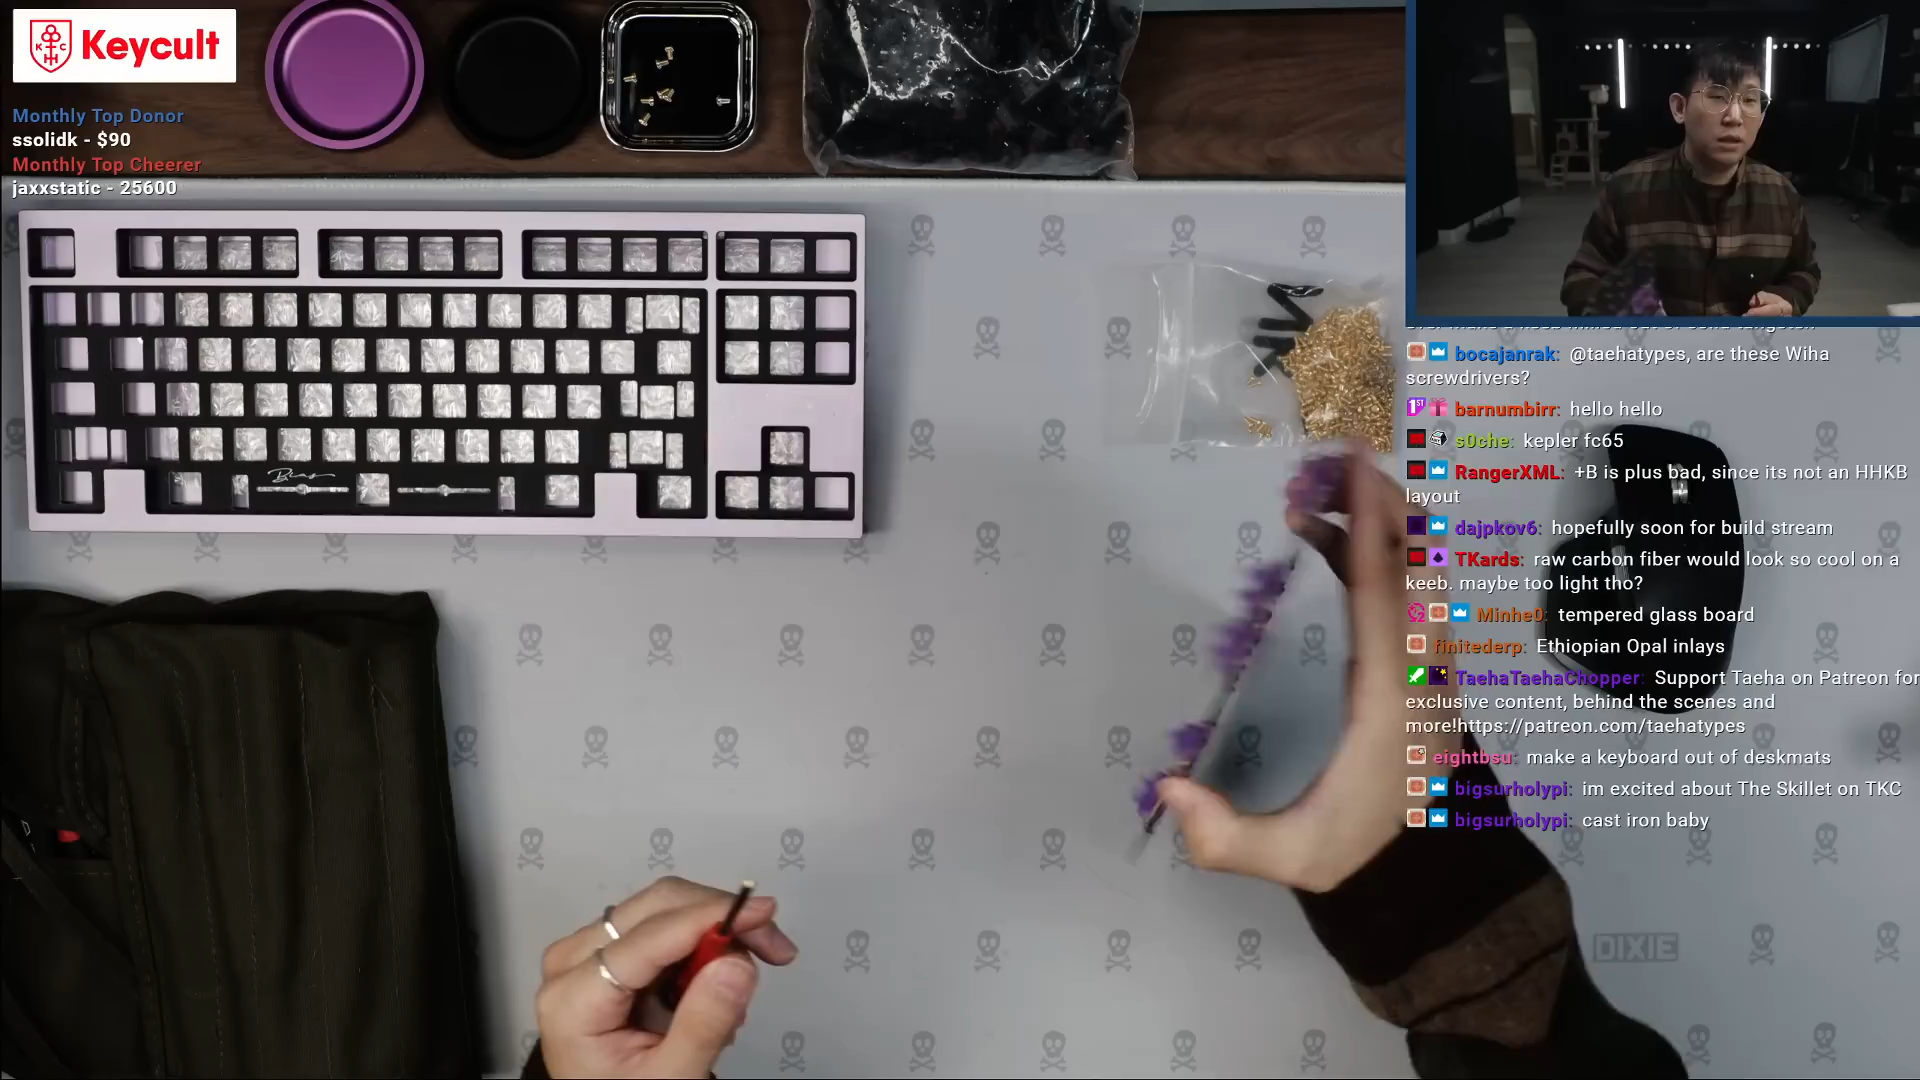 KCH Keycult
Monthly Top Donor
ssolidk - $90
Monthly Top Cheerer
jaxxstatic - 25600
bocajanrak: @taehatypes, are these Wiha
screwdrivers?
barnumbirr: hello hello
s0che: kepler fc65
RangerXML: +B is plus bad, since its not an HHKB
layout
dajpkov6: hopefully soon for build stream
TKards: raw carbon fiber would look so cool on a
keeb. maybe too light tho?
Minhe0: tempered glass board
finitederp: Ethiopian Opal inlays
TaehaTaehaChopper: Support Taeha on Patreon for
exclusive content, behind the scenes and
more!https://patreon.com/taehatypes
eightbsu: make a keyboard out of deskmats
bigsurholypi: im excited about The Skillet on TKC
bigsurholypi: cast iron baby
DIXIE